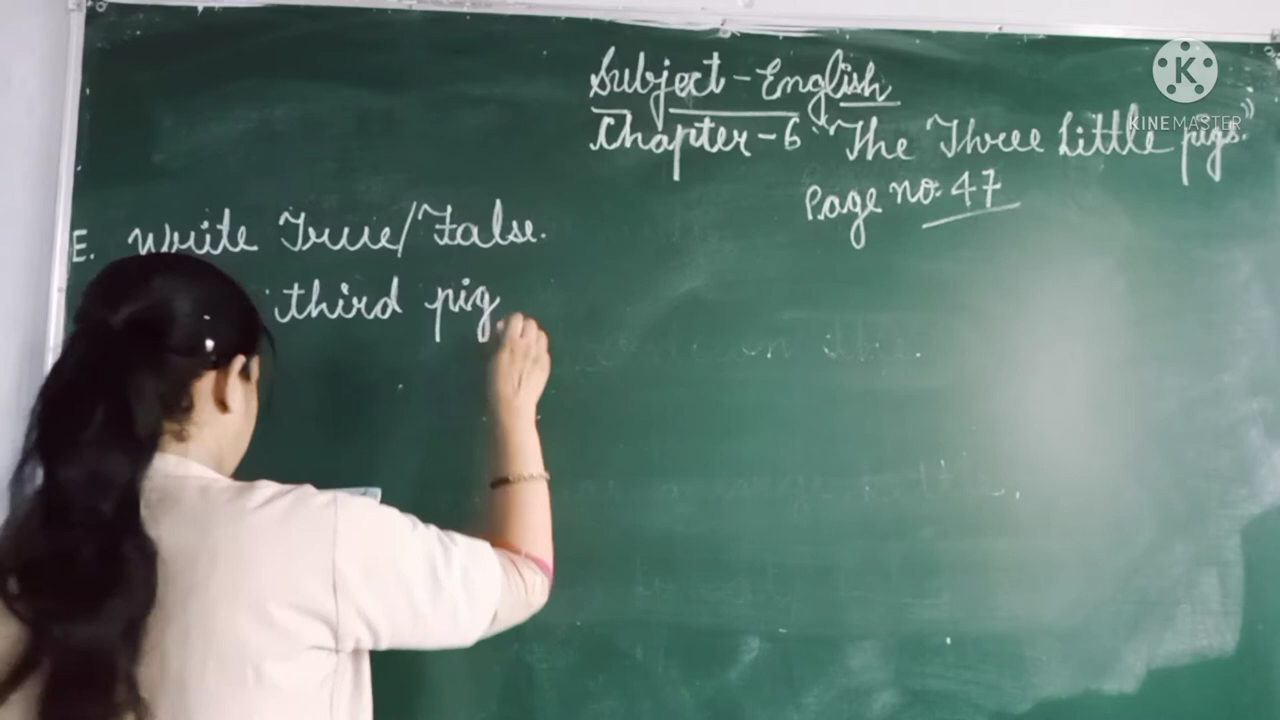 Subject-English
Chapter-6 "The Three Little pigs."
Page no. 47
E. Write True/False.
third pig
K
KINEMASTER